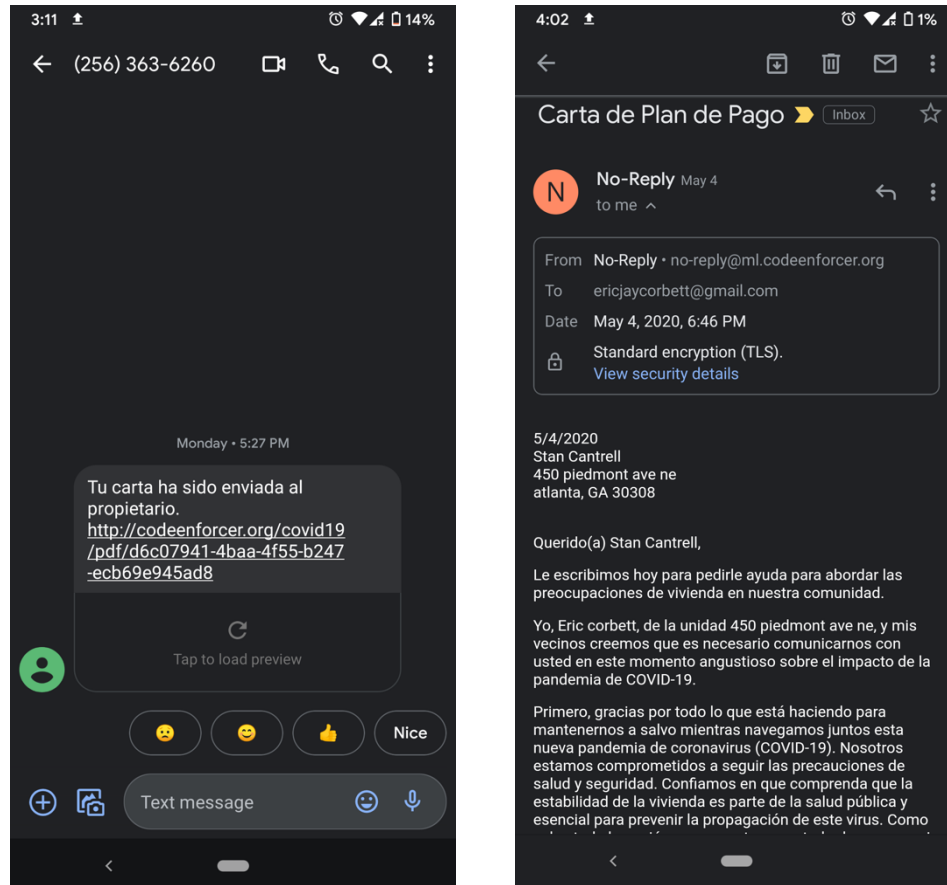 3:11
14%
(256) 363-6260
Monday • 5:27 PM
Tu carta ha sido enviada al
propietario.
http://codeenforcer.org/covid19
/pdf/d6c07941-4baa-4f55-b247
-ecb69e945ad8
Tap to load preview
Nice
Text message
4:02
1%
Carta de Plan de Pago
Inbox
N
No-Reply May 4
to me
From No-Reply • no-reply@ml.codeenforcer.org
To ericjaycorbett@gmail.com
Date May 4, 2020, 6:46 PM
Standard encryption (TLS).
View security details
5/4/2020
Stan Cantrell
450 piedmont ave ne
atlanta, GA 30308
Querido(a) Stan Cantrell,
Le escribimos hoy para pedirle ayuda para abordar las
preocupaciones de vivienda en nuestra comunidad.
Yo, Eric corbett, de la unidad 450 piedmont ave ne, y mis
vecinos creemos que es necesario comunicarnos con
usted en este momento angustioso sobre el impacto de la
pandemia de COVID-19.
Primero, gracias por todo lo que está haciendo para
mantenernos a salvo mientras navegamos juntos esta
nueva pandemia de coronavirus (COVID-19). Nosotros
estamos comprometidos a seguir las precauciones de
salud y seguridad. Confiamos en que comprenda que la
estabilidad de la vivienda es parte de la salud pública y
esencial para prevenir la propagación de este virus. Como